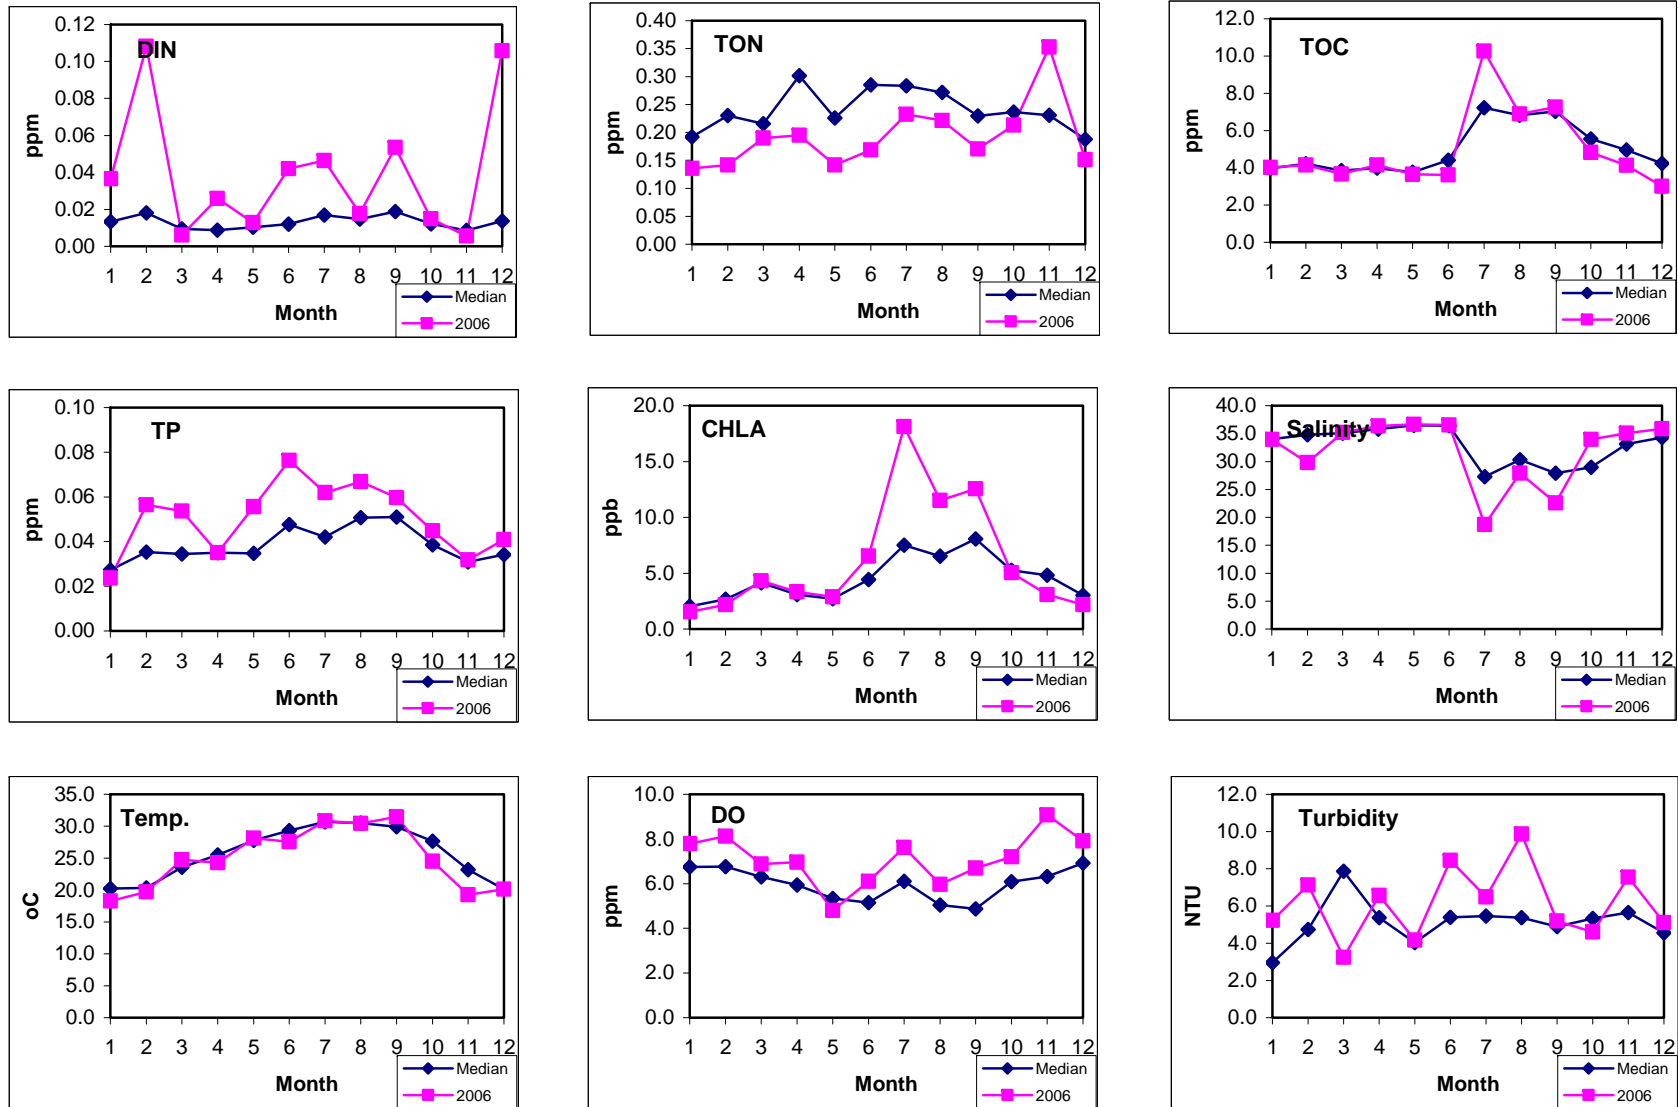 DIN
0.12
0.10
0.08
0.06
0.04
0.02
0.00
ppm
1 2 3 4 5 6 7 8 9 10 11 12
Month
Median
2006
TON
0.40
0.35
0.30
0.25
0.20
0.15
0.10
0.05
0.00
ppm
1 2 3 4 5 6 7 8 9 10 11 12
Month
Median
2006
TOC
12.0
10.0
8.0
6.0
4.0
2.0
0.0
ppm
1 2 3 4 5 6 7 8 9 10 11 12
Month
Median
2006
TP
0.10
0.08
0.06
0.04
0.02
0.00
ppm
1 2 3 4 5 6 7 8 9 10 11 12
Month
Median
2006
CHLA
20.0
15.0
10.0
5.0
0.0
ppb
1 2 3 4 5 6 7 8 9 10 11 12
Month
Median
2006
Salinity
40.0
35.0
30.0
25.0
20.0
15.0
10.0
5.0
0.0
1 2 3 4 5 6 7 8 9 10 11 12
Month
Median
2006
Temp.
35.0
30.0
25.0
20.0
15.0
10.0
5.0
0.0
oC
1 2 3 4 5 6 7 8 9 10 11 12
Month
Median
2006
DO
10.0
8.0
6.0
4.0
2.0
0.0
ppm
1 2 3 4 5 6 7 8 9 10 11 12
Month
Median
2006
Turbidity
12.0
10.0
8.0
6.0
4.0
2.0
0.0
NTU
1 2 3 4 5 6 7 8 9 10 11 12
Month
Median
2006